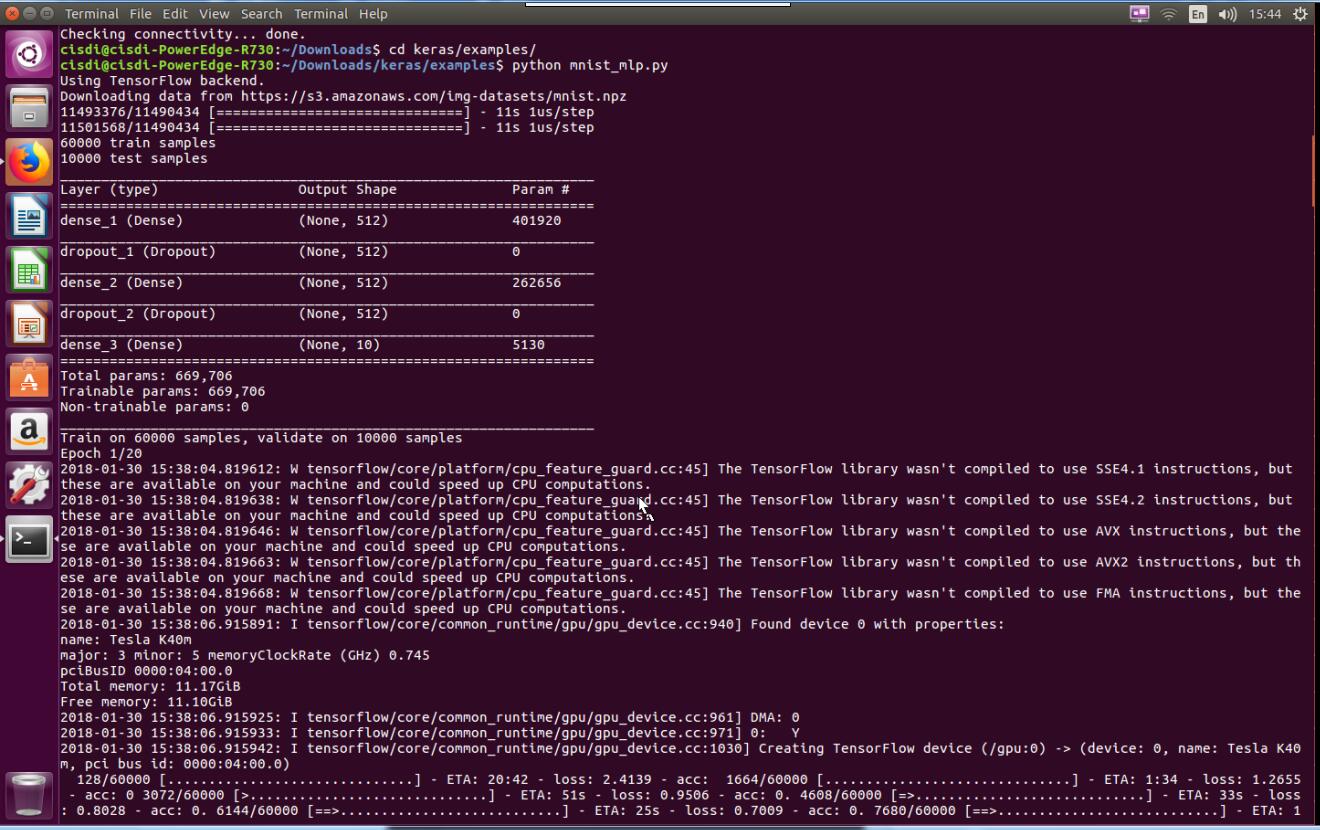 Terminal File Edit View Search Terminal Help En 15:44
Checking connectivity... done.
cisdi@cisdi-PowerEdge-R730:~/Downloads$ cd keras/examples/
cisdi@cisdi-PowerEdge-R730:~/Downloads/keras/examples$ python mnist_mlp.py
Using TensorFlow backend.
Downloading data from https://s3.amazonaws.com/img-datasets/mnist.npz
11493376/11490434 [==============================] - 11s 1us/step
11501568/11490434 [==============================] - 11s 1us/step
60000 train samples
10000 test samples
_________________________________________________________________
Layer (type)                 Output Shape              Param #
=================================================================
dense_1 (Dense)              (None, 512)               401920
_________________________________________________________________
dropout_1 (Dropout)          (None, 512)               0
_________________________________________________________________
dense_2 (Dense)              (None, 512)               262656
_________________________________________________________________
dropout_2 (Dropout)          (None, 512)               0
_________________________________________________________________
dense_3 (Dense)              (None, 10)                5130
=================================================================
Total params: 669,706
Trainable params: 669,706
Non-trainable params: 0
_________________________________________________________________
Train on 60000 samples, validate on 10000 samples
Epoch 1/20
2018-01-30 15:38:04.819612: W tensorflow/core/platform/cpu_feature_guard.cc:45] The TensorFlow library wasn't compiled to use SSE4.1 instructions, but
these are available on your machine and could speed up CPU computations.
2018-01-30 15:38:04.819638: W tensorflow/core/platform/cpu_feature_guard.cc:45] The TensorFlow library wasn't compiled to use SSE4.2 instructions, but
these are available on your machine and could speed up CPU computations.
2018-01-30 15:38:04.819646: W tensorflow/core/platform/cpu_feature_guard.cc:45] The TensorFlow library wasn't compiled to use AVX instructions, but the
se are available on your machine and could speed up CPU computations.
2018-01-30 15:38:04.819663: W tensorflow/core/platform/cpu_feature_guard.cc:45] The TensorFlow library wasn't compiled to use AVX2 instructions, but th
ese are available on your machine and could speed up CPU computations.
2018-01-30 15:38:04.819668: W tensorflow/core/platform/cpu_feature_guard.cc:45] The TensorFlow library wasn't compiled to use FMA instructions, but the
se are available on your machine and could speed up CPU computations.
2018-01-30 15:38:06.915891: I tensorflow/core/common_runtime/gpu/gpu_device.cc:940] Found device 0 with properties:
name: Tesla K40m
major: 3 minor: 5 memoryClockRate (GHz) 0.745
pciBusID 0000:04:00.0
Total memory: 11.17GiB
Free memory: 11.10GiB
2018-01-30 15:38:06.915925: I tensorflow/core/common_runtime/gpu/gpu_device.cc:961] DMA: 0
2018-01-30 15:38:06.915933: I tensorflow/core/common_runtime/gpu/gpu_device.cc:971] 0:   Y
2018-01-30 15:38:06.915942: I tensorflow/core/common_runtime/gpu/gpu_device.cc:1030] Creating TensorFlow device (/gpu:0) -> (device: 0, name: Tesla K40
m, pci bus id: 0000:04:00.0)
  128/60000 [..............................] - ETA: 20:42 - loss: 2.4139 - acc:  1664/60000 [..............................] - ETA: 1:34 - loss: 1.2655
 - acc: 0 3072/60000 [>.............................] - ETA: 51s - loss: 0.9506 - acc: 0. 4608/60000 [=>............................] - ETA: 33s - loss
: 0.8028 - acc: 0. 6144/60000 [==>...........................] - ETA: 25s - loss: 0.7009 - acc: 0. 7680/60000 [==>...........................] - ETA: 1